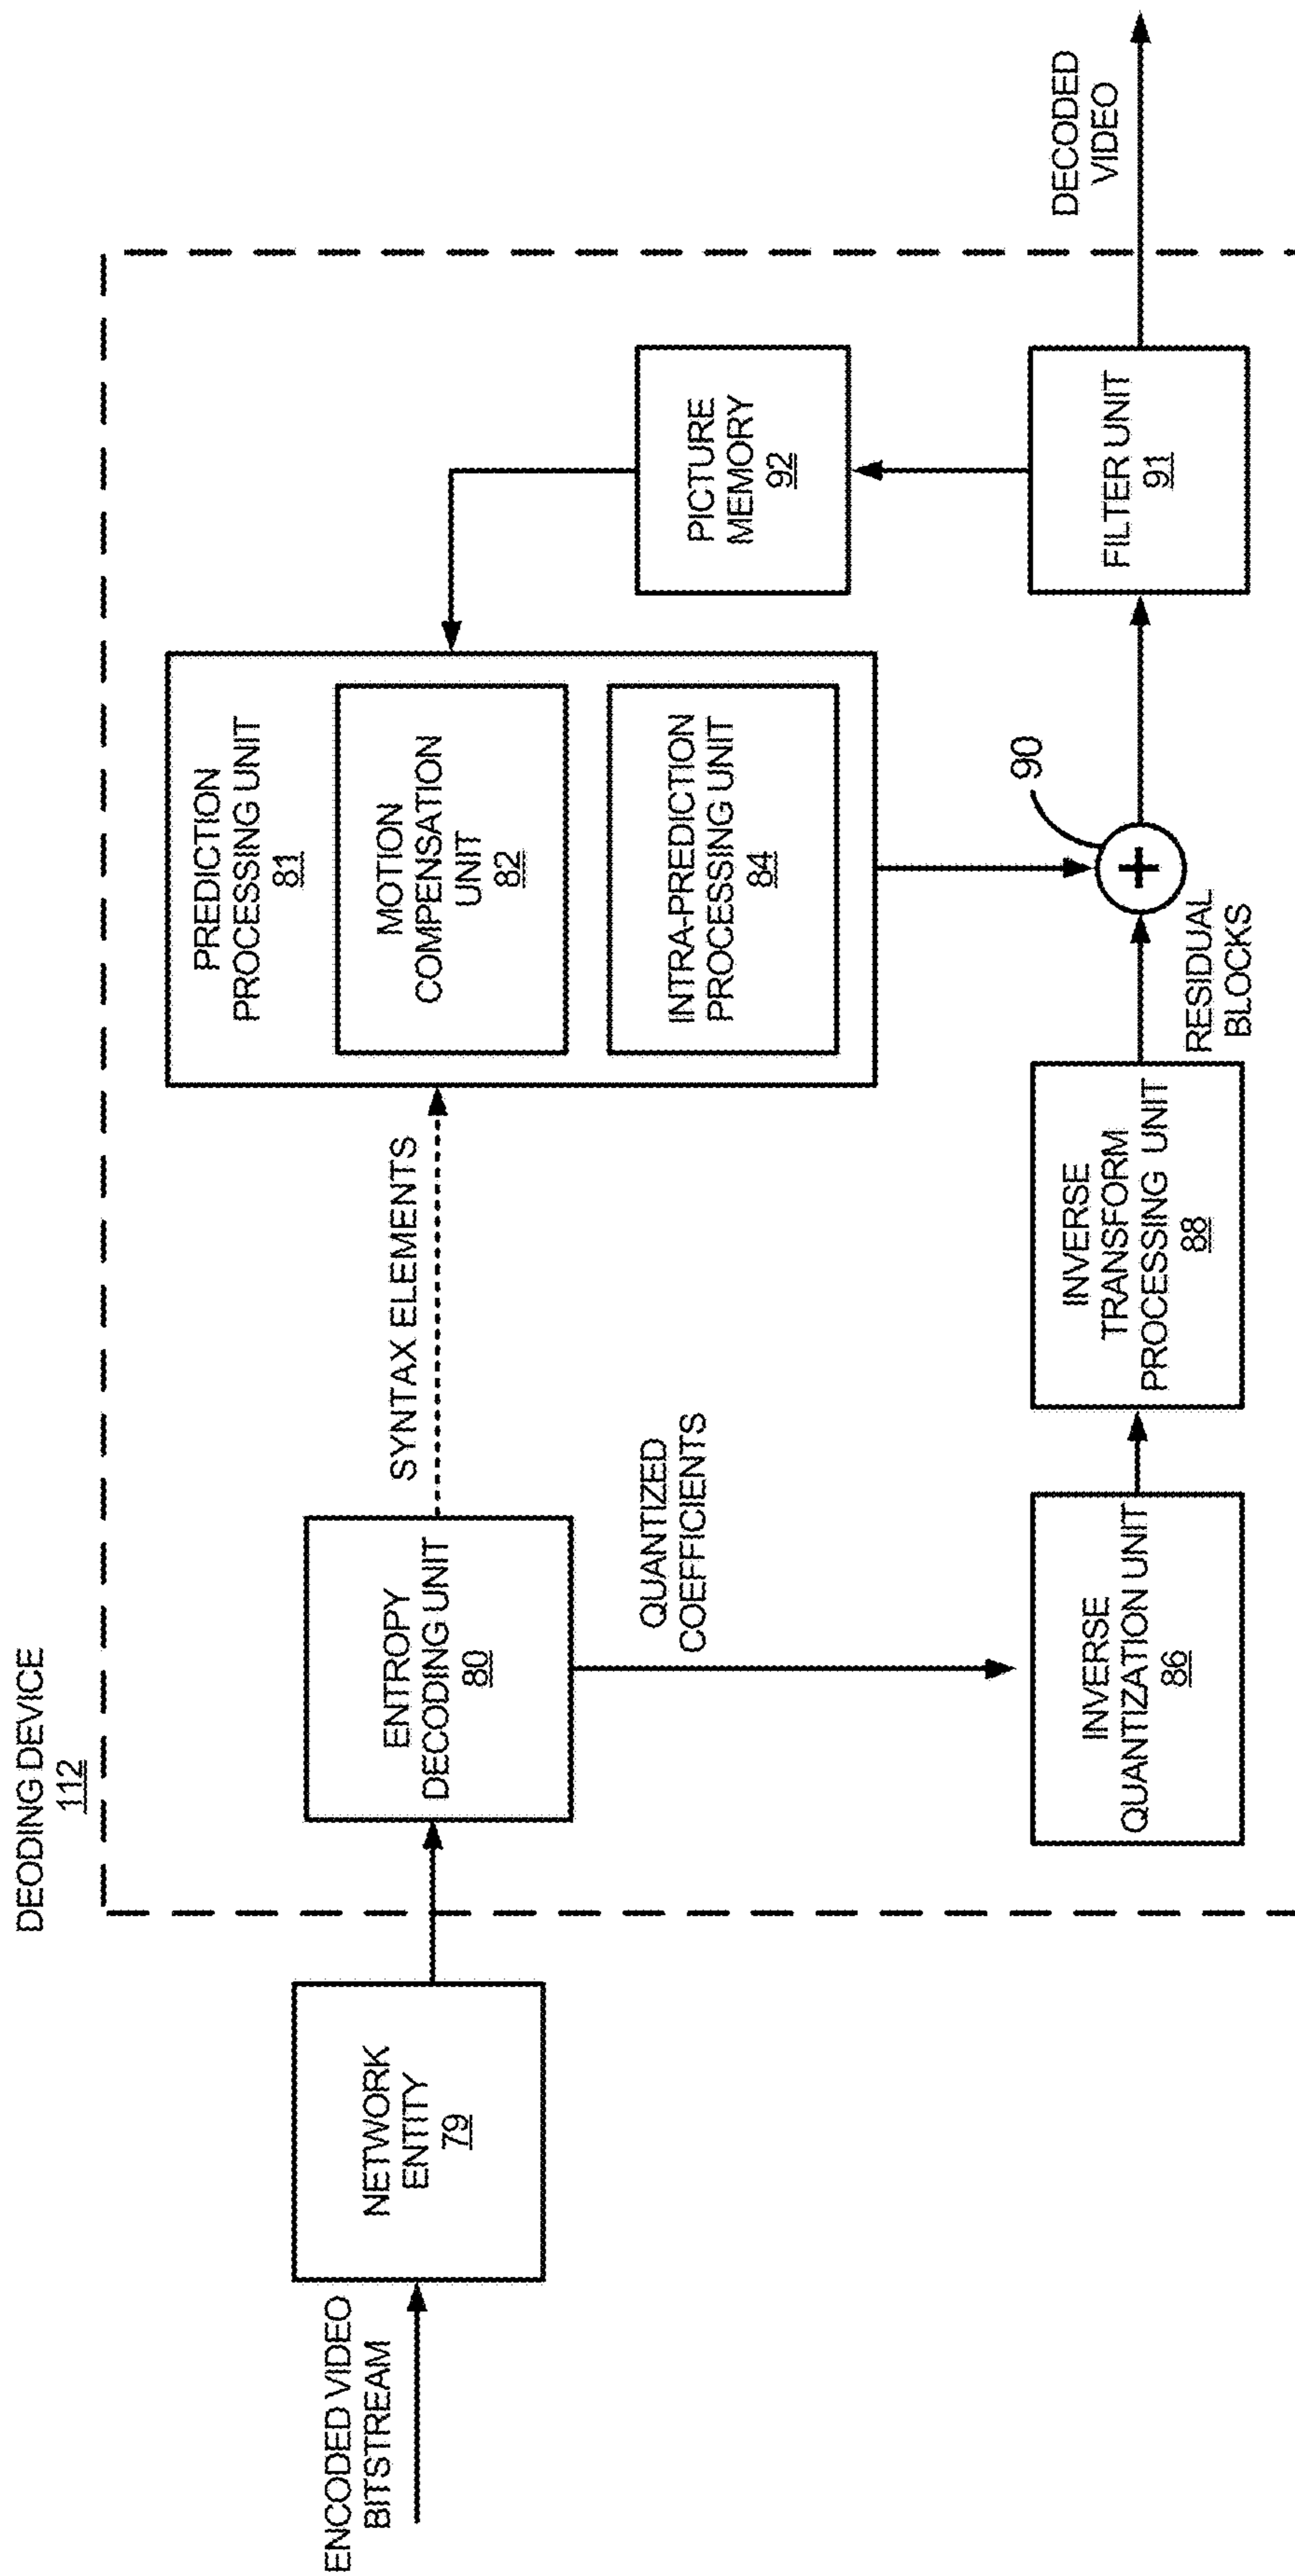 DEODING DEVICE
112
ENCODED VIDEO
BITSTREAM
NETWORK
ENTITY
79
ENTROPY
DECODING UNIT
80
SYNTAX ELEMENTS
QUANTIZED
COEFFICIENTS
PREDICTION
PROCESSING UNIT
81
MOTION
COMPENSATION
UNIT
82
INTRA-PREDICTION
PROCESSING UNIT
84
PICTURE
MEMORY
92
INVERSE
QUANTIZATION UNIT
86
INVERSE
TRANSFORM
PROCESSING UNIT
88
RESIDUAL
BLOCKS
90
+
FILTER UNIT
91
DECODED
VIDEO